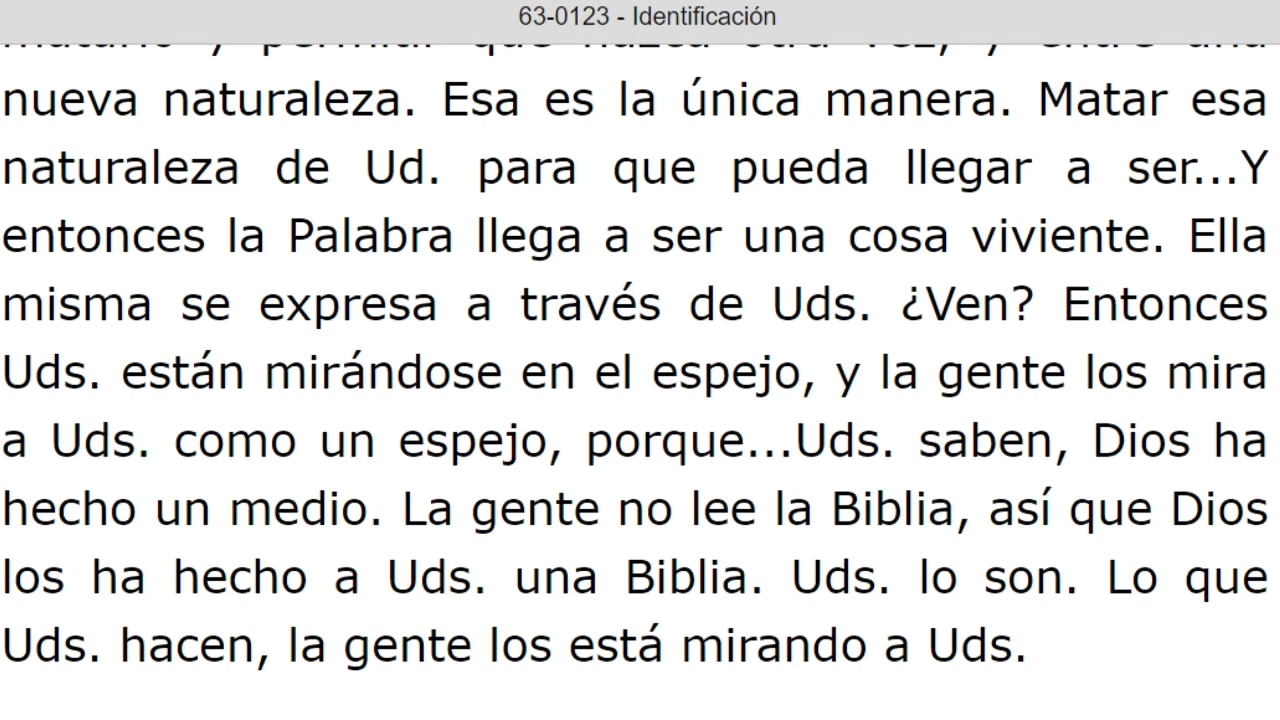 63-0123 - Identificación
nueva naturaleza. Esa es la única manera. Matar esa
naturaleza de Ud. para que pueda llegar a ser...Y
entonces la Palabra llega a ser una cosa viviente. Ella
misma se expresa a través de Uds. ¿Ven? Entonces
Uds. están mirándose en el espejo, y la gente los mira
a Uds. como un espejo, porque...Uds. saben, Dios ha
hecho un medio. La gente no lee la Biblia, así que Dios
los ha hecho a Uds. una Biblia. Uds. lo son. Lo que
Uds. hacen, la gente los está mirando a Uds.